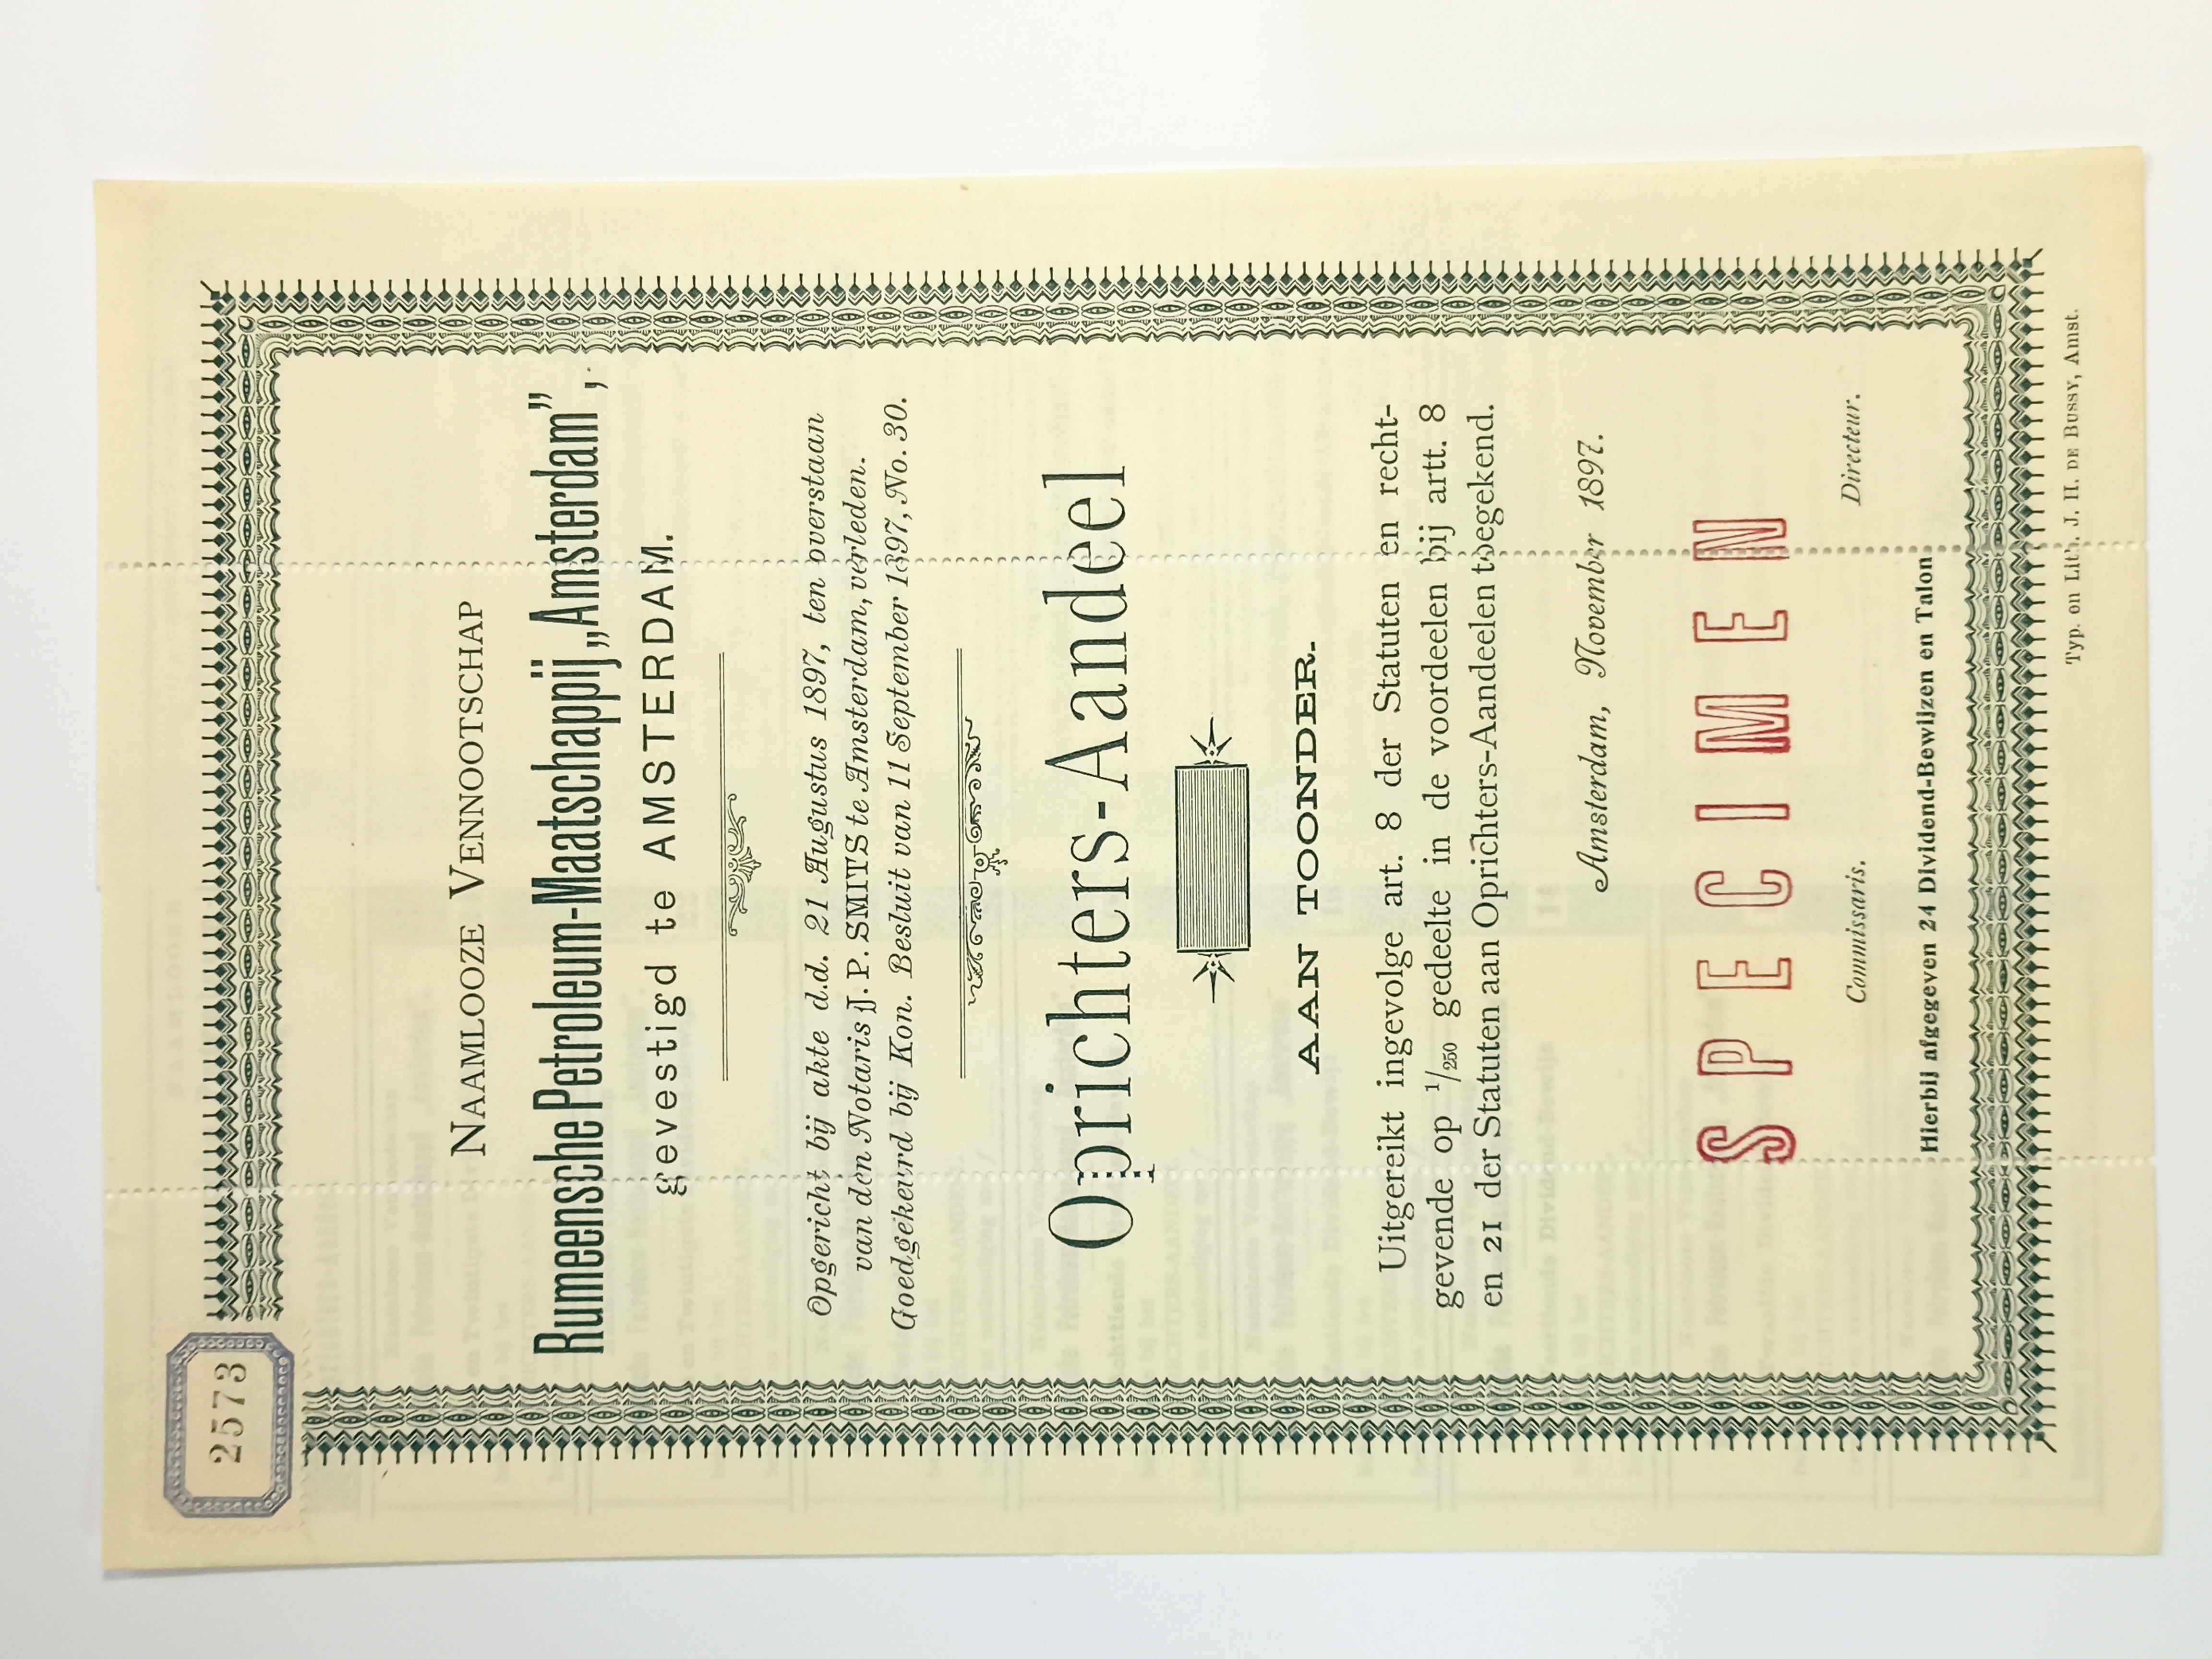 2573
NAAMLOOZE VENNOOTSCHAP
Rumeensche Petroleum-Maatschappij „Amsterdam”,
gevestigd te AMSTERDAM.
Opgericht bij akte d.d. 21 Augustus 1897, ten overstaan
van den Notaris J. P. SMITS te Amsterdam, verleden.
Goedgekeurd bij Kon. Besluit van 11 September 1897, No. 30.
Oprichters-Aandeel
AAN TOONDER.
Uitgereikt ingevolge art. 8 der Statuten en recht-
gevende op 1/250 gedeelte in de voordeelen bij artt. 8
en 21 der Statuten aan Oprichters-Aandeelen toegekend.
Amsterdam, November 1897.
SPECIMEN
Commissaris. Directeur.
Hierbij afgegeven 24 Dividend-Bewijzen en Talon
Typ. en Lith. J. H. DE BUSSY, Amst.